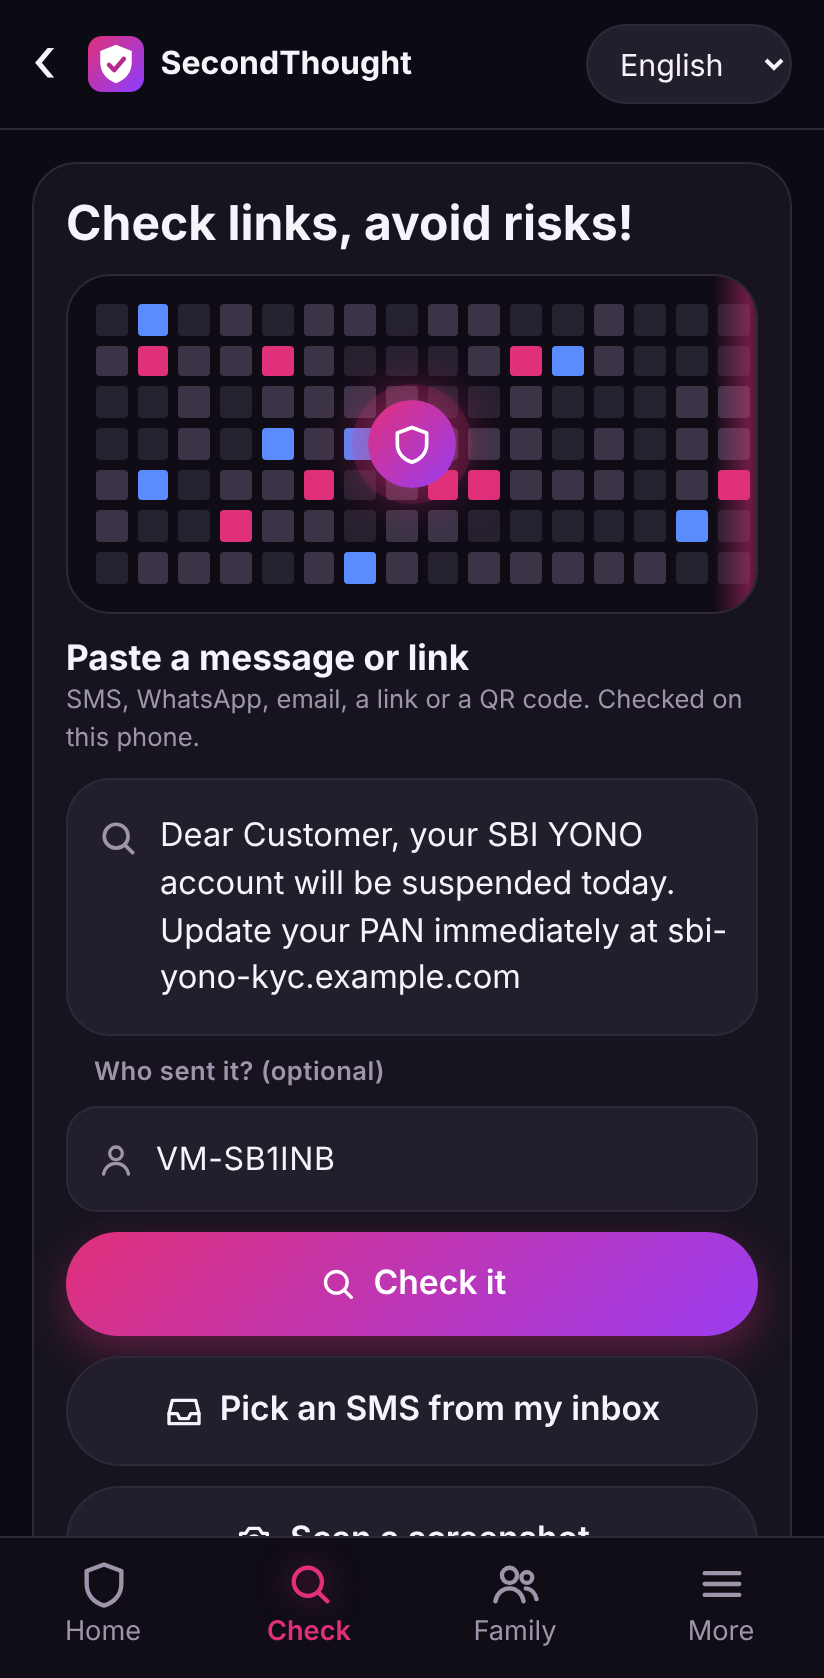 SecondThought
English
Check links, avoid risks!
Paste a message or link
SMS, WhatsApp, email, a link or a QR code. Checked on
this phone.
Dear Customer, your SBI YONO
account will be suspended today.
Update your PAN immediately at sbi-
yono-kyc.example.com
Who sent it? (optional)
VM-SB1INB
Check it
Pick an SMS from my inbox
Scan a screenshot
Home
Check
Family
More